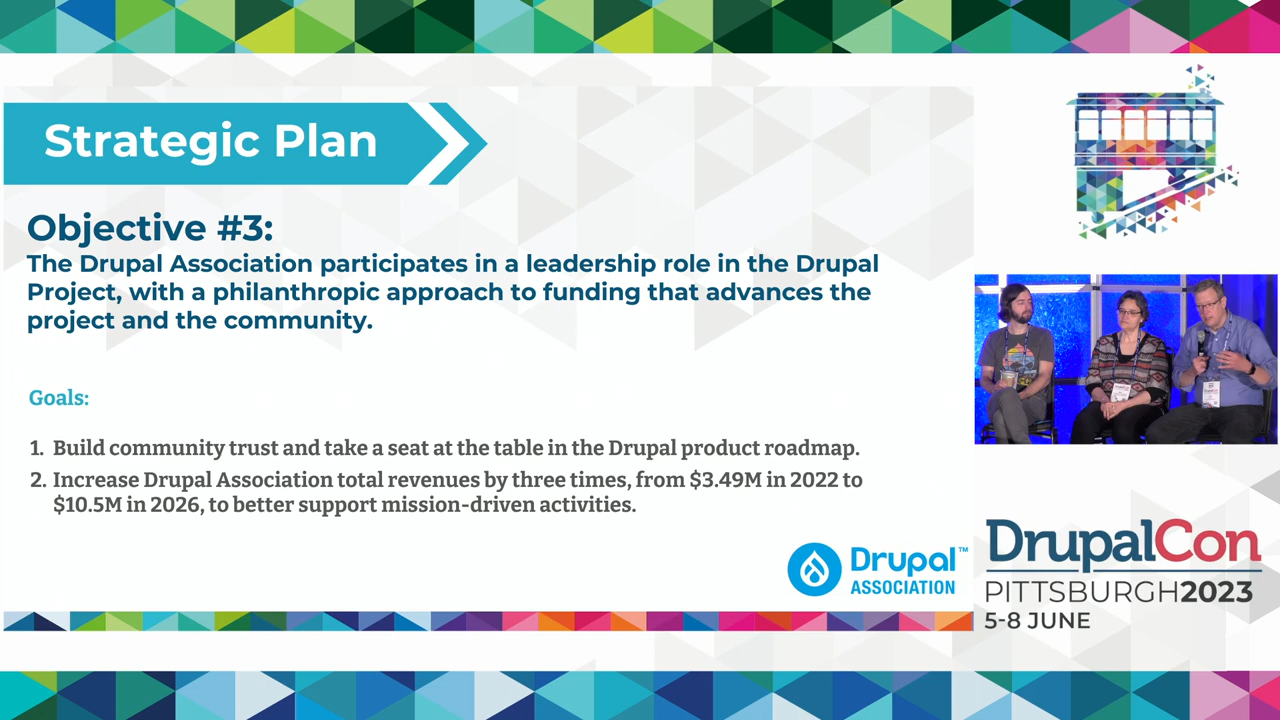 Strategic Plan
Objective #3:
The Drupal Association participates in a leadership role in the Drupal
Project, with a philanthropic approach to funding that advances the
project and the community.
Goals:
1. Build community trust and take a seat at the table in the Drupal product roadmap.
2. Increase Drupal Association total revenues by three times, from $3.49M in 2022 to
$10.5M in 2026, to better support mission-driven activities.
Drupal™
ASSOCIATION
DrupalCon
PITTSBURGH2023
5-8 JUNE